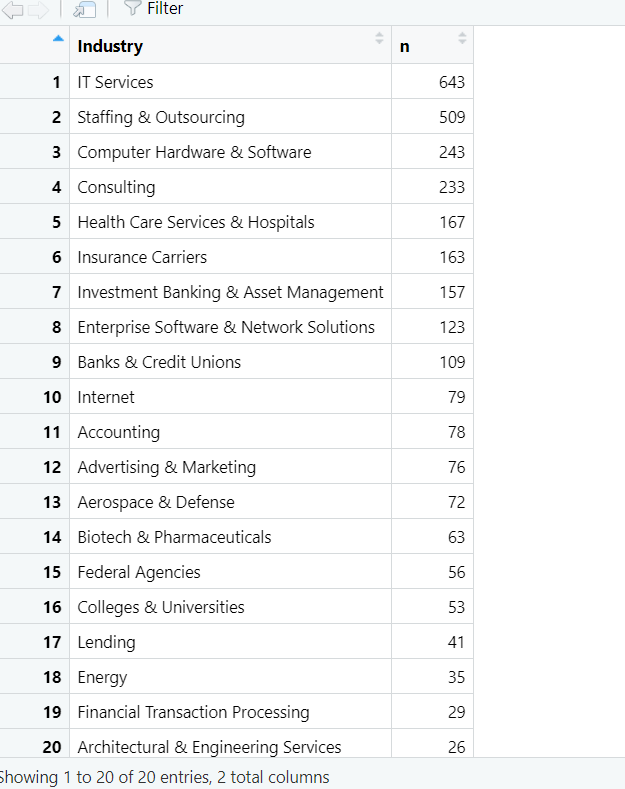 Filter
Industry n
1 IT Services 643
2 Staffing & Outsourcing 509
3 Computer Hardware & Software 243
4 Consulting 233
5 Health Care Services & Hospitals 167
6 Insurance Carriers 163
7 Investment Banking & Asset Management 157
8 Enterprise Software & Network Solutions 123
9 Banks & Credit Unions 109
10 Internet 79
11 Accounting 78
12 Advertising & Marketing 76
13 Aerospace & Defense 72
14 Biotech & Pharmaceuticals 63
15 Federal Agencies 56
16 Colleges & Universities 53
17 Lending 41
18 Energy 35
19 Financial Transaction Processing 29
20 Architectural & Engineering Services 26
Showing 1 to 20 of 20 entries, 2 total columns